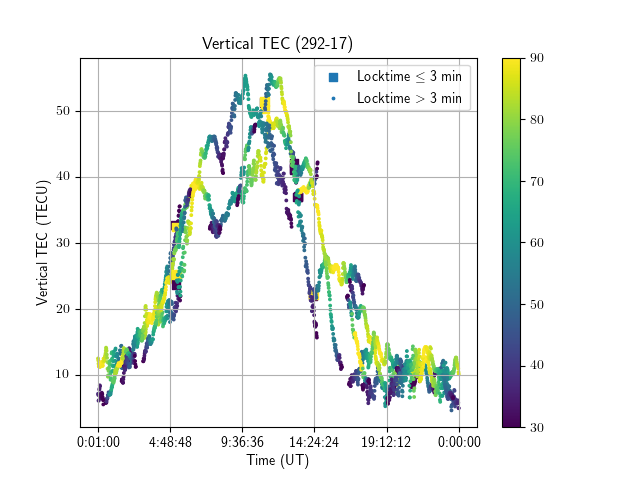 Vertical TEC (292-17)
Locktime ≤ 3 min
Locktime > 3 min
Vertical TEC (TECU)
50
40
30
20
10
0:01:00 4:48:48 9:36:36 14:24:24 19:12:12 0:00:00
Time (UT)
90
80
70
60
50
40
30